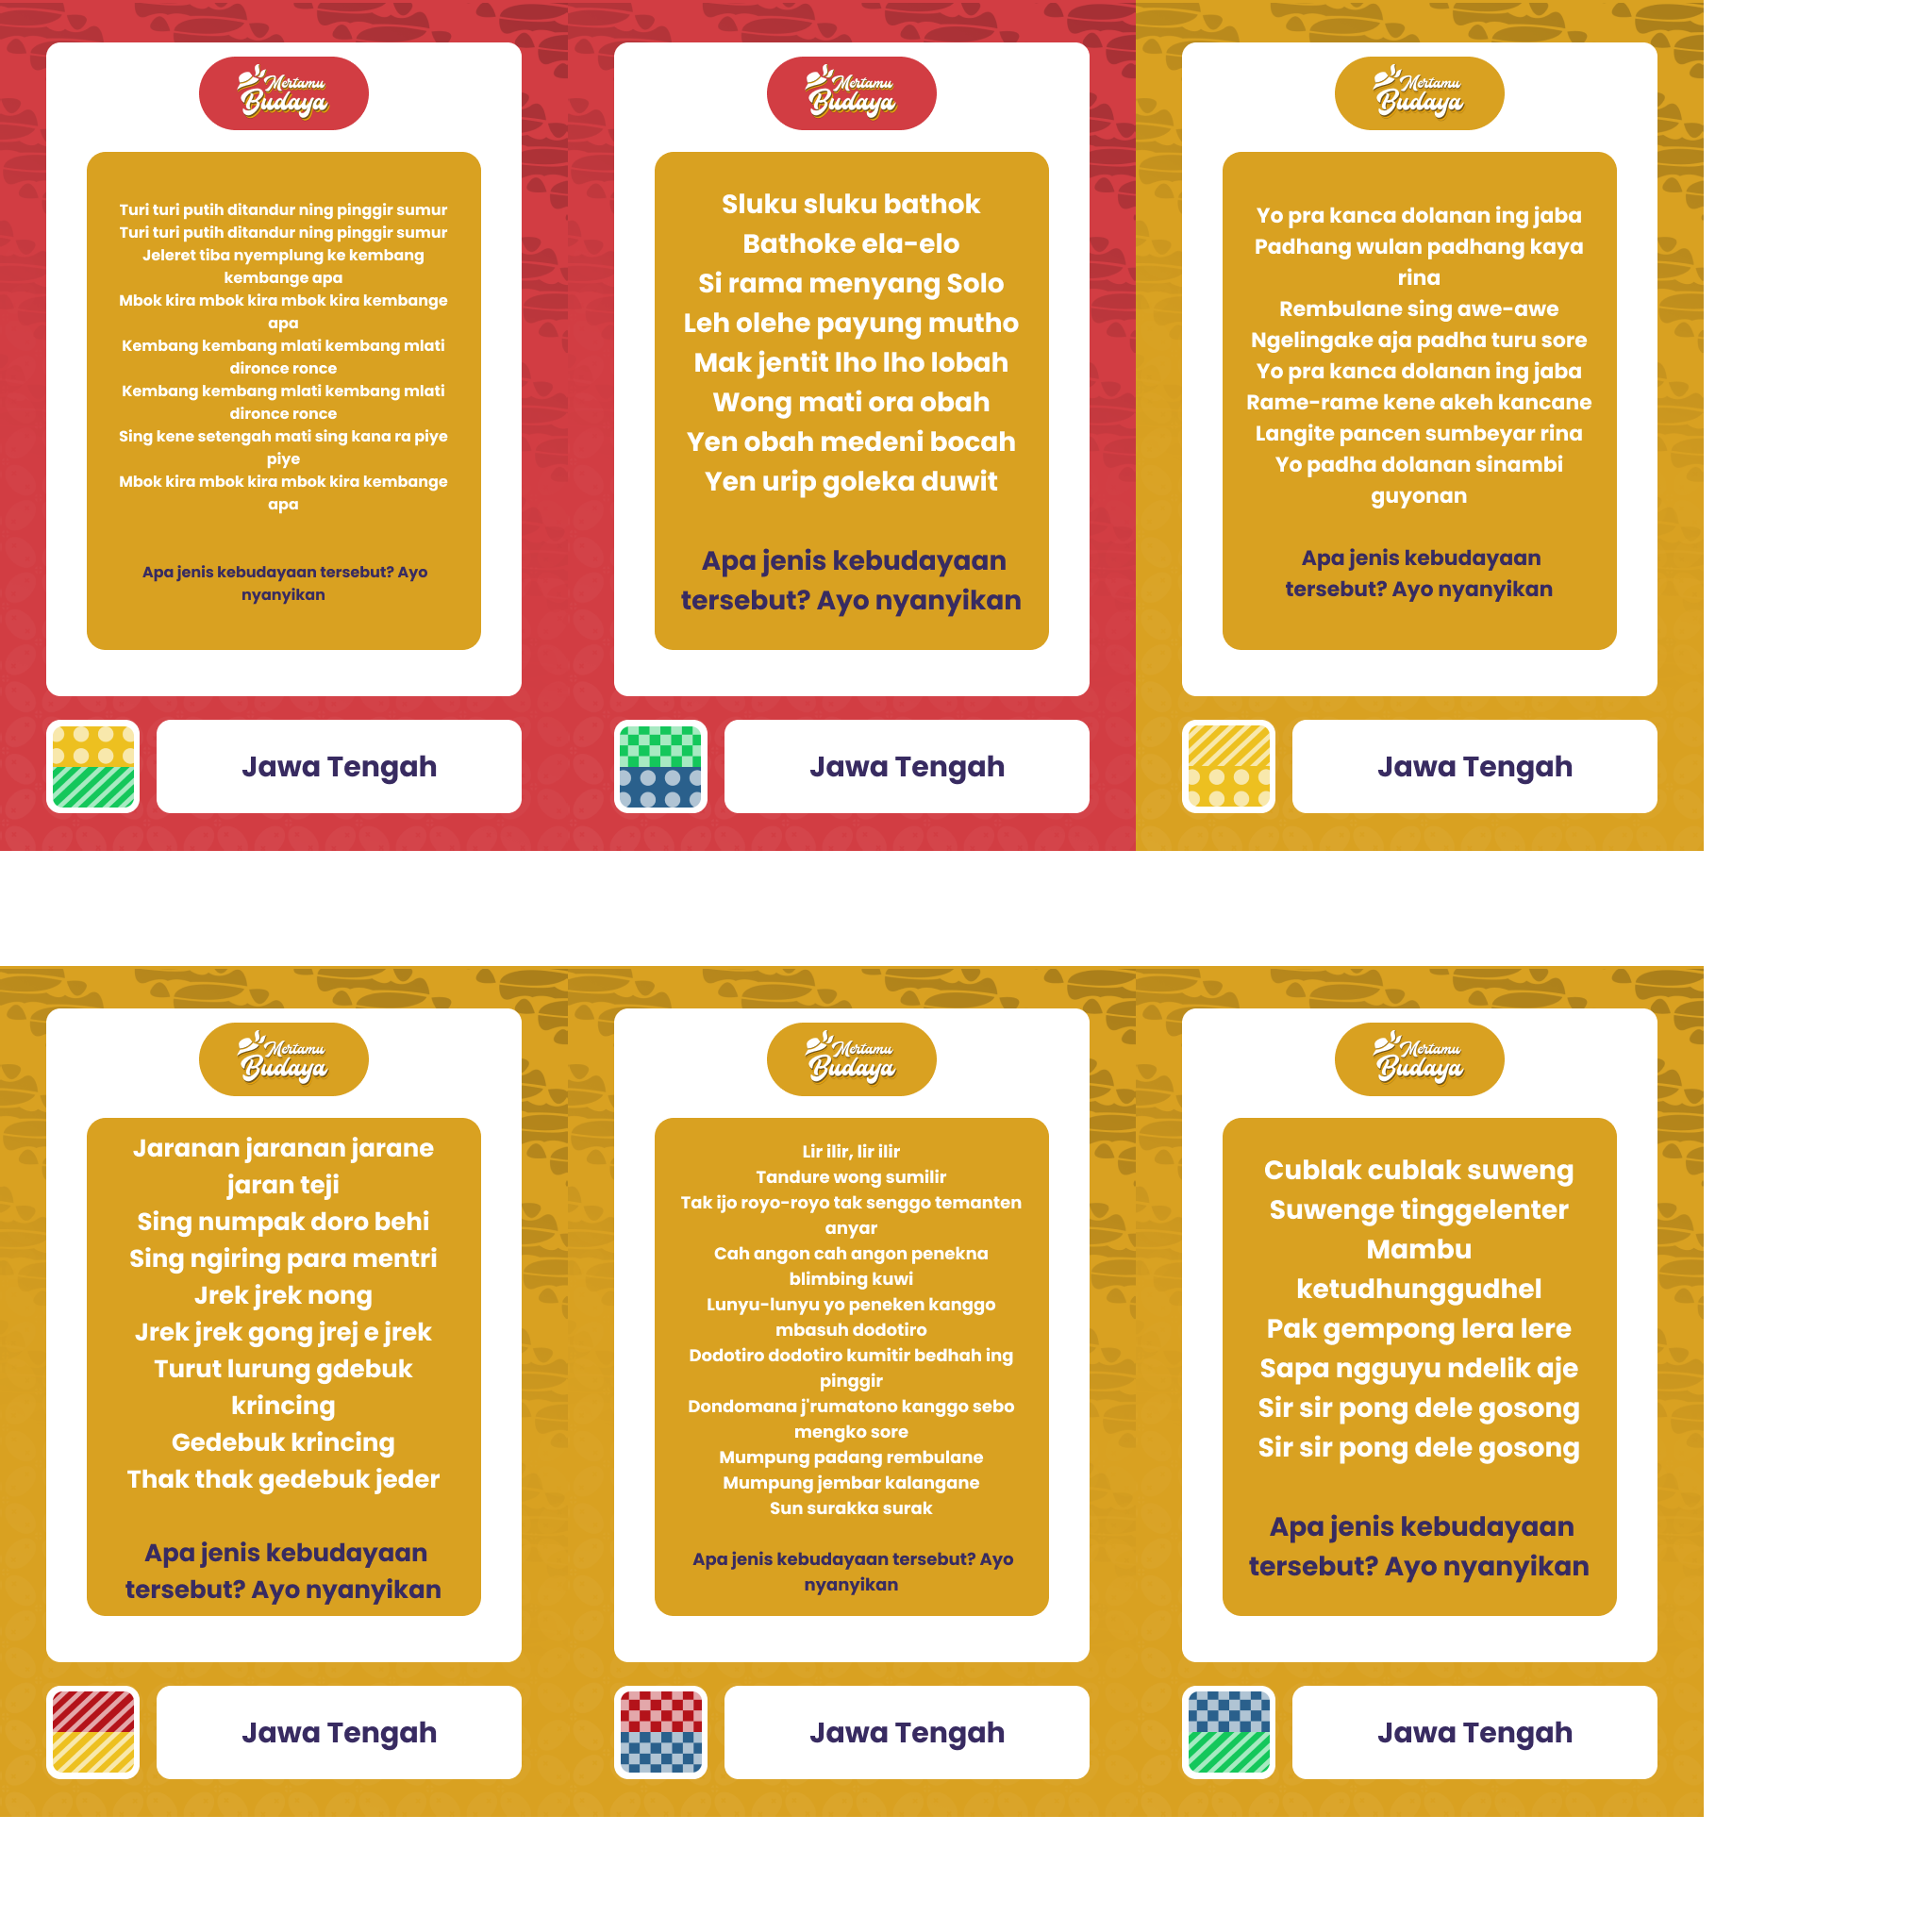 Mertamu
Budaya
Turi turi putih ditandur ning pinggir sumur
Turi turi putih ditandur ning pinggir sumur
Jeleret tiba nyemplung ke kembang
kembange apa
Mbok kira mbok kira mbok kira kembange
apa
Kembang kembang mlati kembang mlati
dironce ronce
Kembang kembang mlati kembang mlati
dironce ronce
Sing kene setengah mati sing kana ra piye
piye
Mbok kira mbok kira mbok kira kembange
apa
Apa jenis kebudayaan tersebut? Ayo
nyanyikan
Jawa Tengah
Mertamu
Budaya
Sluku sluku bathok
Bathoke ela-elo
Si rama menyang Solo
Leh olehe payung mutho
Mak jentit lho lho lobah
Wong mati ora obah
Yen obah medeni bocah
Yen urip goleka duwit
Apa jenis kebudayaan
tersebut? Ayo nyanyikan
Jawa Tengah
Mertamu
Budaya
Yo pra kanca dolanan ing jaba
Padhang wulan padhang kaya
rina
Rembulane sing awe-awe
Ngelingake aja padha turu sore
Yo pra kanca dolanan ing jaba
Rame-rame kene akeh kancane
Langite pancen sumbeyar rina
Yo padha dolanan sinambi
guyonan
Apa jenis kebudayaan
tersebut? Ayo nyanyikan
Jawa Tengah
Mertamu
Budaya
Jaranan jaranan jarane
jaran teji
Sing numpak doro behi
Sing ngiring para mentri
Jrek jrek nong
Jrek jrek gong jrej e jrek
Turut lurung gdebuk
krincing
Gedebuk krincing
Thak thak gedebuk jeder
Apa jenis kebudayaan
tersebut? Ayo nyanyikan
Jawa Tengah
Mertamu
Budaya
Lir ilir, lir ilir
Tandure wong sumilir
Tak ijo royo-royo tak senggo temanten
anyar
Cah angon cah angon penekna
blimbing kuwi
Lunyu-lunyu yo peneken kanggo
mbasuh dodotiro
Dodotiro dodotiro kumitir bedhah ing
pinggir
Dondomana j'rumatono kanggo sebo
mengko sore
Mumpung padang rembulane
Mumpung jembar kalangane
Sun surakka surak
Apa jenis kebudayaan tersebut? Ayo
nyanyikan
Jawa Tengah
Mertamu
Budaya
Cublak cublak suweng
Suwenge tinggelenter
Mambu
ketudhunggudhel
Pak gempong lera lere
Sapa ngguyu ndelik aje
Sir sir pong dele gosong
Sir sir pong dele gosong
Apa jenis kebudayaan
tersebut? Ayo nyanyikan
Jawa Tengah